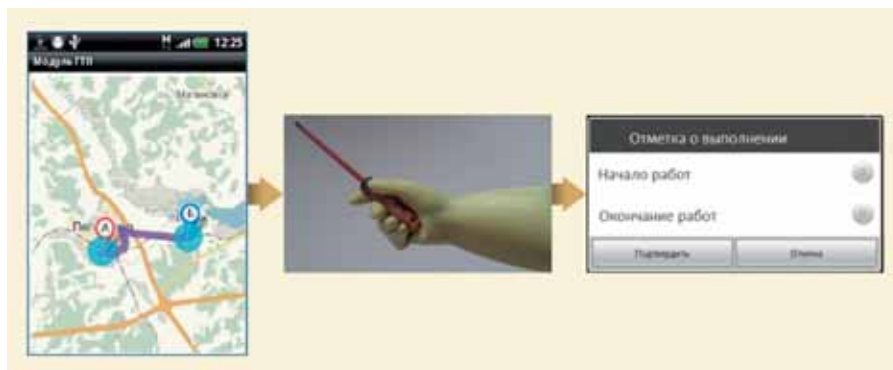 12:25
Модуль ГТП
А
Отметка о выполнении
Начало работ
Окончание работ
Подтвердить
Отмена